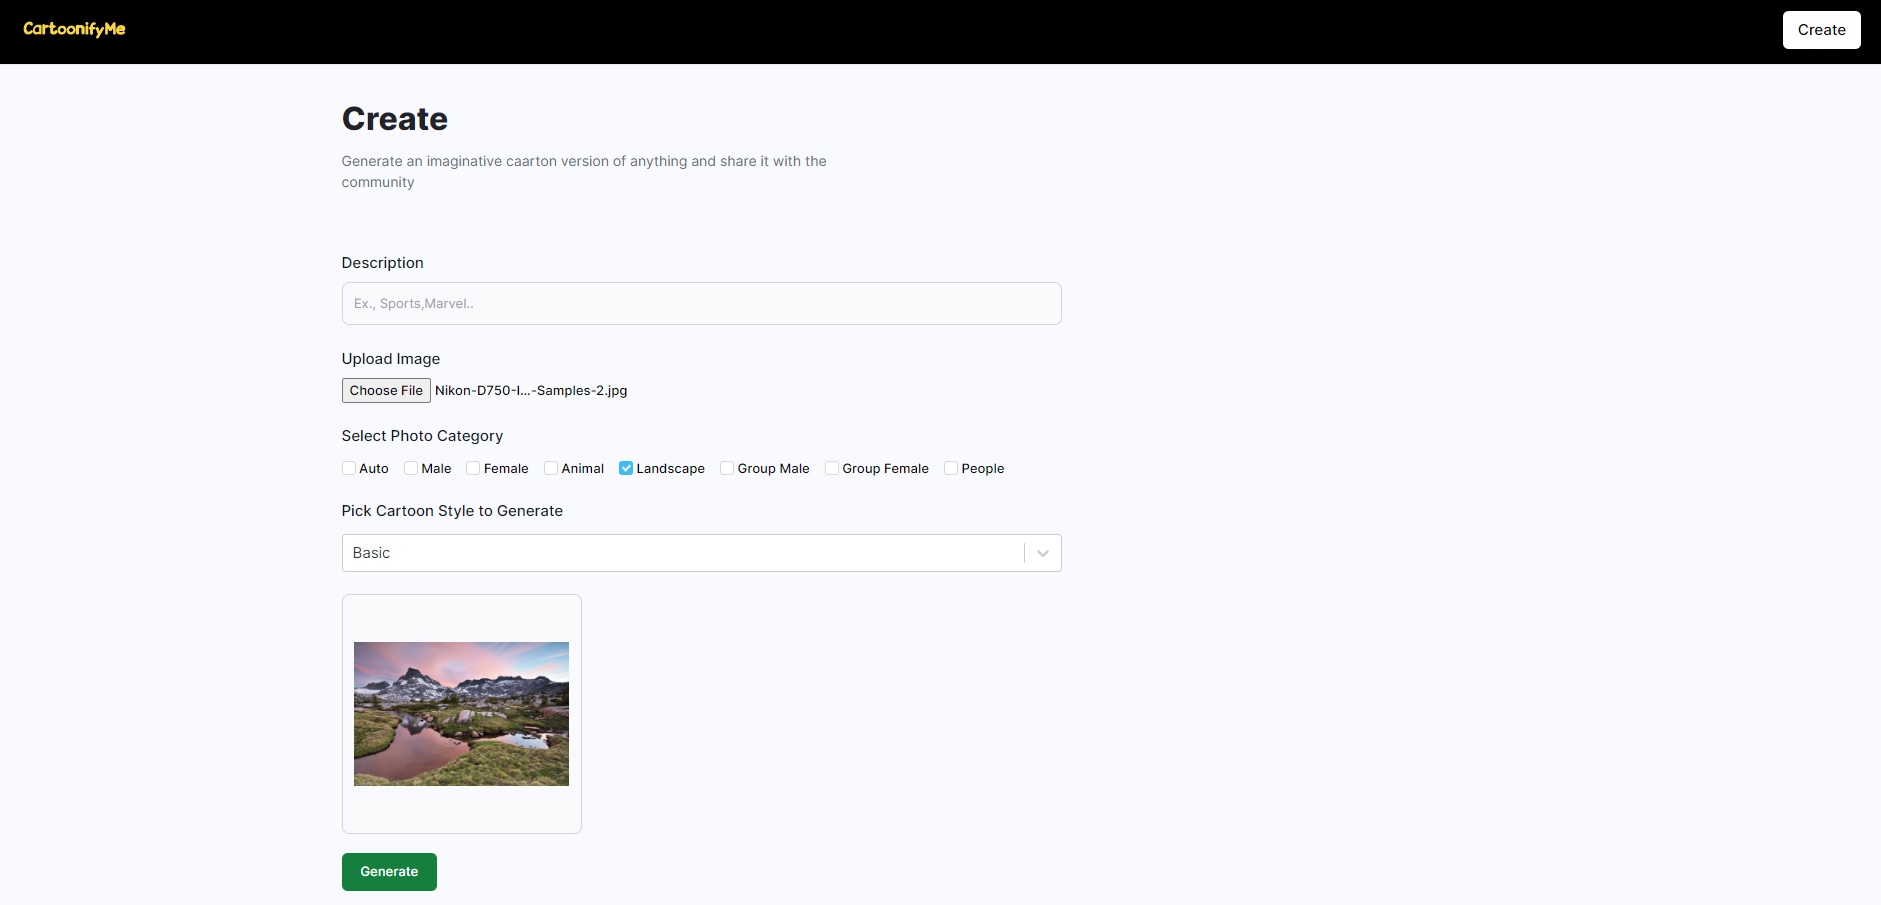 CartoonifyMe
Create
Create
Generate an imaginative caarton version of anything and share it with the
community
Description
Ex., Sports,Marvel..
Upload Image
Choose File Nikon-D750-I...-Samples-2.jpg
Select Photo Category
Auto Male Female Animal Landscape Group Male Group Female People
Pick Cartoon Style to Generate
Basic
Generate